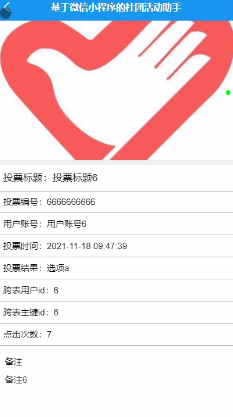 基于微信小程序的社团活动助手
投票标题：投票标题6
投票编号：6666666666
用户账号：用户账号6
投票时间：2021-11-18 09:47:39
投票结果：选项a
跨表用户id：6
跨表主键id：6
点击次数：7
备注
备注6